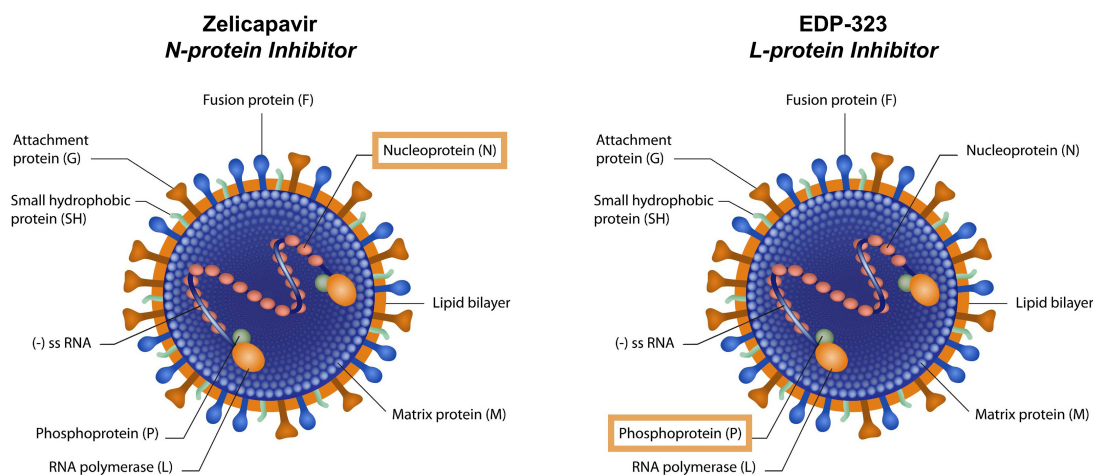 Zelicapavir
N-protein Inhibitor
Fusion protein (F)
Attachment
protein (G)
Nucleoprotein (N)
Small hydrophobic
protein (SH)
Lipid bilayer
(-) ss RNA
Matrix protein (M)
Phosphoprotein (P)
RNA polymerase (L)
EDP-323
L-protein Inhibitor
Fusion protein (F)
Attachment
protein (G)
Nucleoprotein (N)
Small hydrophobic
protein (SH)
Lipid bilayer
(-) ss RNA
Matrix protein (M)
Phosphoprotein (P)
RNA polymerase (L)